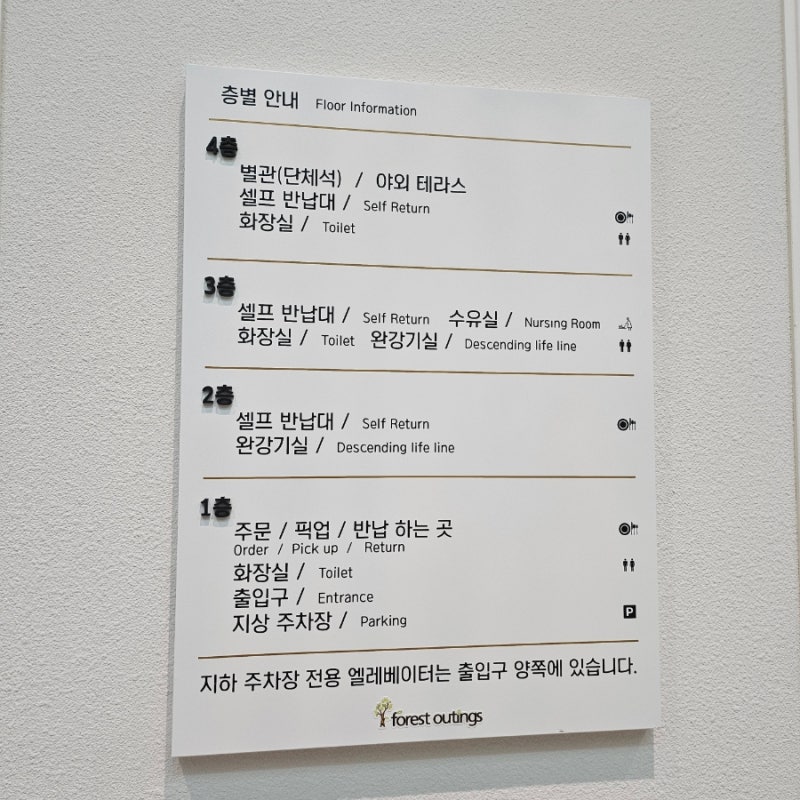 층별 안내 Floor Information
4층
별관(단체석) / 야외 테라스
셀프 반납대 / Self Return
화장실 / Toilet
3층
셀프 반납대 / Self Return 수유실 / Nursing Room
화장실 / Toilet 완강기실 / Descending life line
2층
셀프 반납대 / Self Return
완강기실 / Descending life line
1층
주문 / 픽업 / 반납 하는 곳
Order / Pick up / Return
화장실 / Toilet
출입구 / Entrance
지상 주차장 / Parking
P
지하 주차장 전용 엘레베이터는 출입구 양쪽에 있습니다.
forest outings